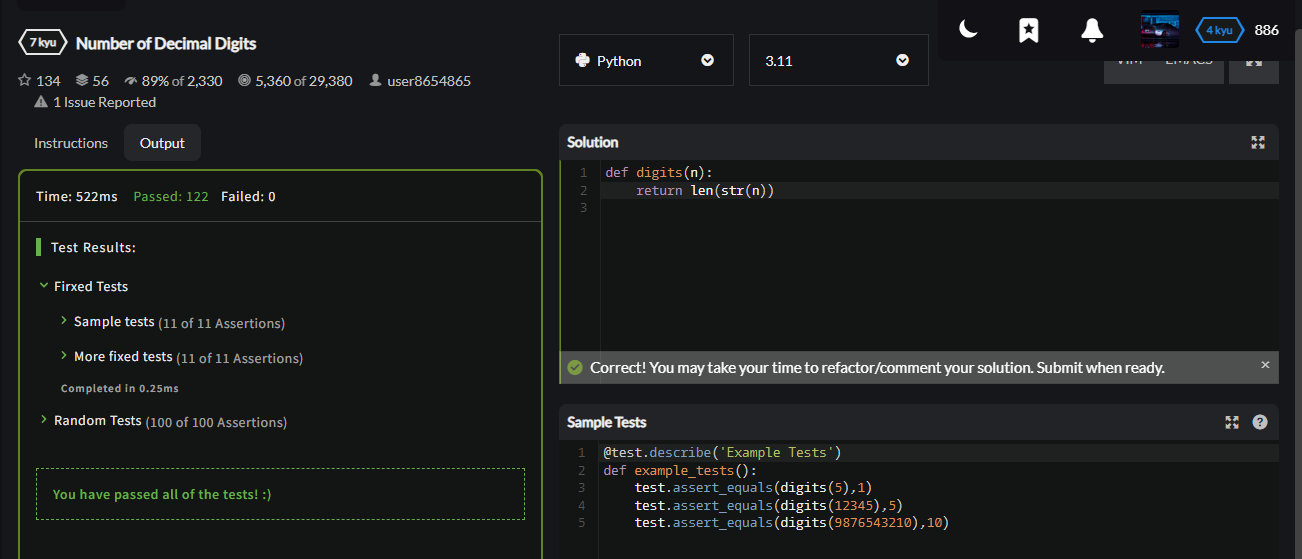 7 kyu Number of Decimal Digits
134 56 89% of 2,330 5,360 of 29,380 user8654865
1 Issue Reported
Instructions Output
Time: 522ms Passed: 122 Failed: 0
Test Results:
Firxed Tests
Sample tests (11 of 11 Assertions)
More fixed tests (11 of 11 Assertions)
Completed in 0.25ms
Random Tests (100 of 100 Assertions)
You have passed all of the tests! :)
4 kyu 886
Python 3.11
VIM EMACS
Solution
1 def digits(n):
2 return len(str(n))
3
Correct! You may take your time to refactor/comment your solution. Submit when ready. ×
Sample Tests ?
1 @test.describe('Example Tests')
2 def example_tests():
3 test.assert_equals(digits(5),1)
4 test.assert_equals(digits(12345),5)
5 test.assert_equals(digits(9876543210),10)